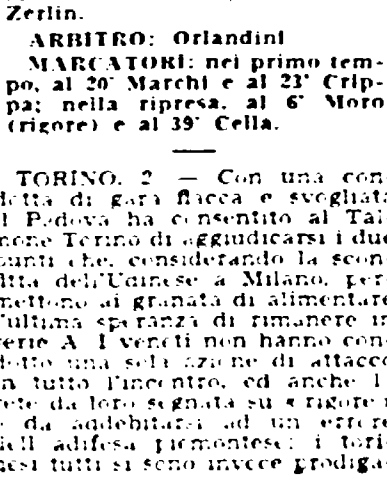 Zerlin.
ARBITRO: Orlandini
MARCATORI: nel primo tem-
po, al 20' Marchi e al 23' Crip-
pa; nella ripresa, al 6' Moro
(rigore) e al 39' Cella.
TORINO, 2 — Con una con
dotta di gara fiacca e svogliata
l Padova ha consentito al Tal
mone Torino di aggiudicarsi i due
punti che, considerando la scon
fitta dell'Udinese a Milano, per
mettono ai granata di alimentare
l'ultima speranza di rimanere in
serie A. I veneti non hanno con
dotto una sola azione di attacco
in tutto l'incontro, ed anche l
rete da loro segnata su rigore
da addebitarsi ad un errore
dell adifesa piemontese; i tori
nesi tutti si sono invece prodiga